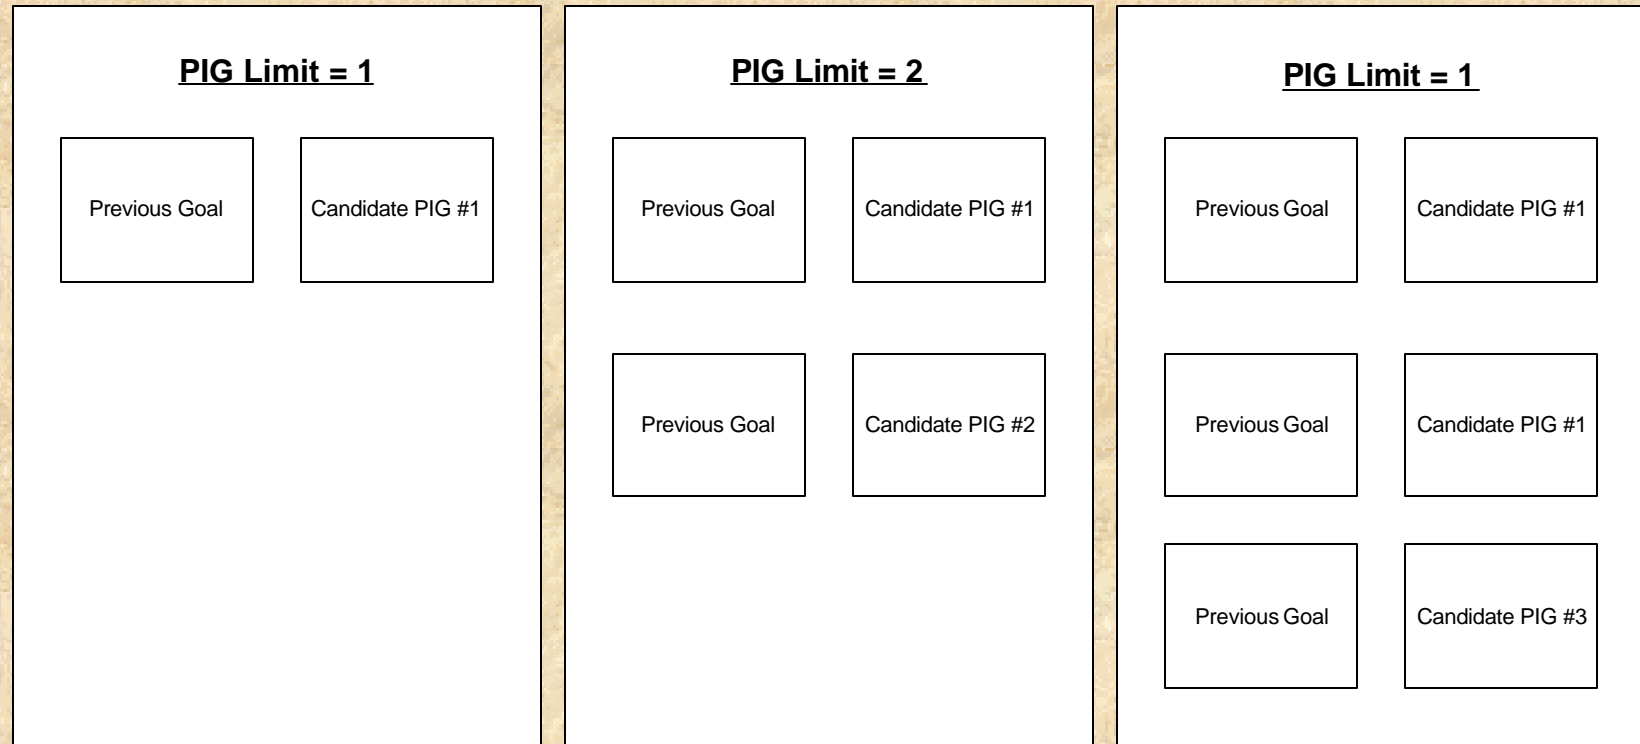 PIG Limit = 1
Previous Goal
Candidate PIG #1
PIG Limit = 2
Previous Goal
Candidate PIG #1
Previous Goal
Candidate PIG #2
PIG Limit = 1
Previous Goal
Candidate PIG #1
Previous Goal
Candidate PIG #1
Previous Goal
Candidate PIG #3